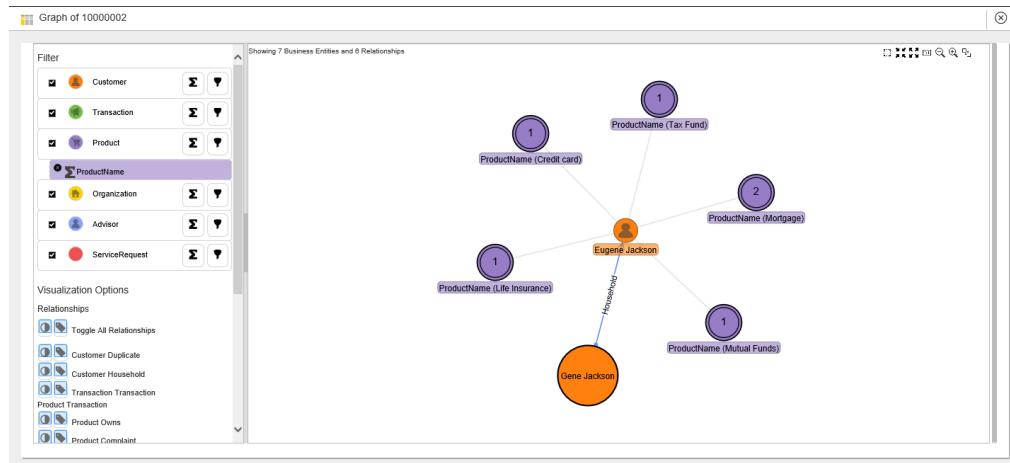 Graph of 10000002
Filter
Customer
Transaction
Product
ProductName
Organization
Advisor
ServiceRequest
Visualization Options
Relationships
Toggle All Relationships
Customer Duplicate
Customer Household
Transaction Transaction
Product Transaction
Product Owns
Product Complaint
Showing 7 Business Entities and 6 Relationships
1
ProductName (Tax Fund)
1
ProductName (Credit card)
2
ProductName (Mortgage)
Eugene Jackson
1
ProductName (Life Insurance)
Household
1
ProductName (Mutual Funds)
Gene Jackson